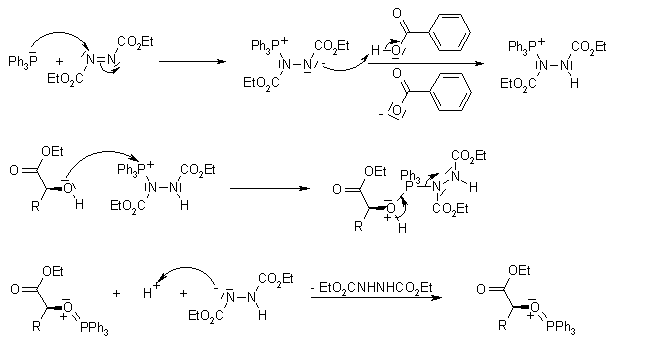 CO₂Et
Ph₃P + N=N
EtO₂C
Ph₃P⁺ CO₂Et
N N
EtO₂C
O
H O
O
- O
Ph₃P⁺ CO₂Et
N N
EtO₂C H
OEt
O
O
R H
Ph₃P⁺ CO₂Et
N N
EtO₂C H
OEt
O
Ph₃ CO₂Et
P N N H
O
+
R H CO₂Et
OEt
O
O
R + PPh₃
+ H⁺ +
CO₂Et
- N N
EtO₂C H
- EtO₂CNHNHCO₂Et
OEt
O
O
R + PPh₃